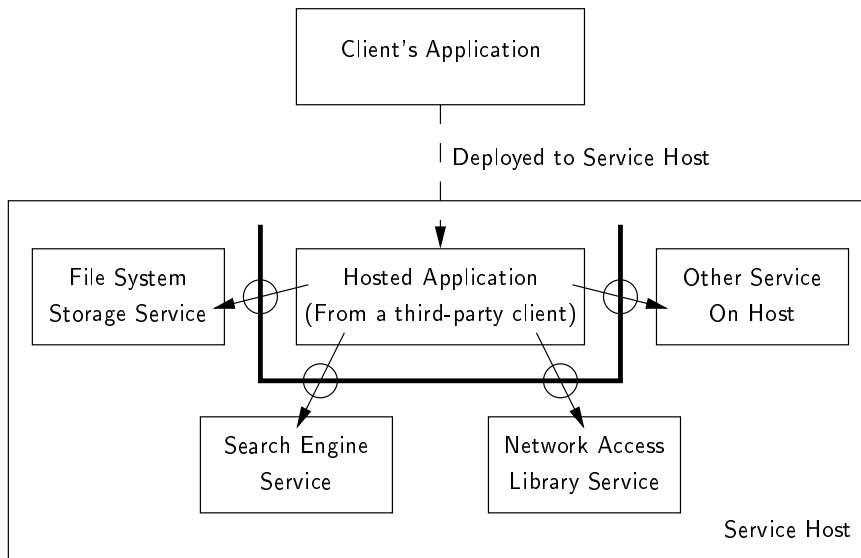 Client's Application
Deployed to Service Host
File System
Storage Service
Hosted Application
(From a third-party client)
Other Service
On Host
Search Engine
Service
Network Access
Library Service
Service Host